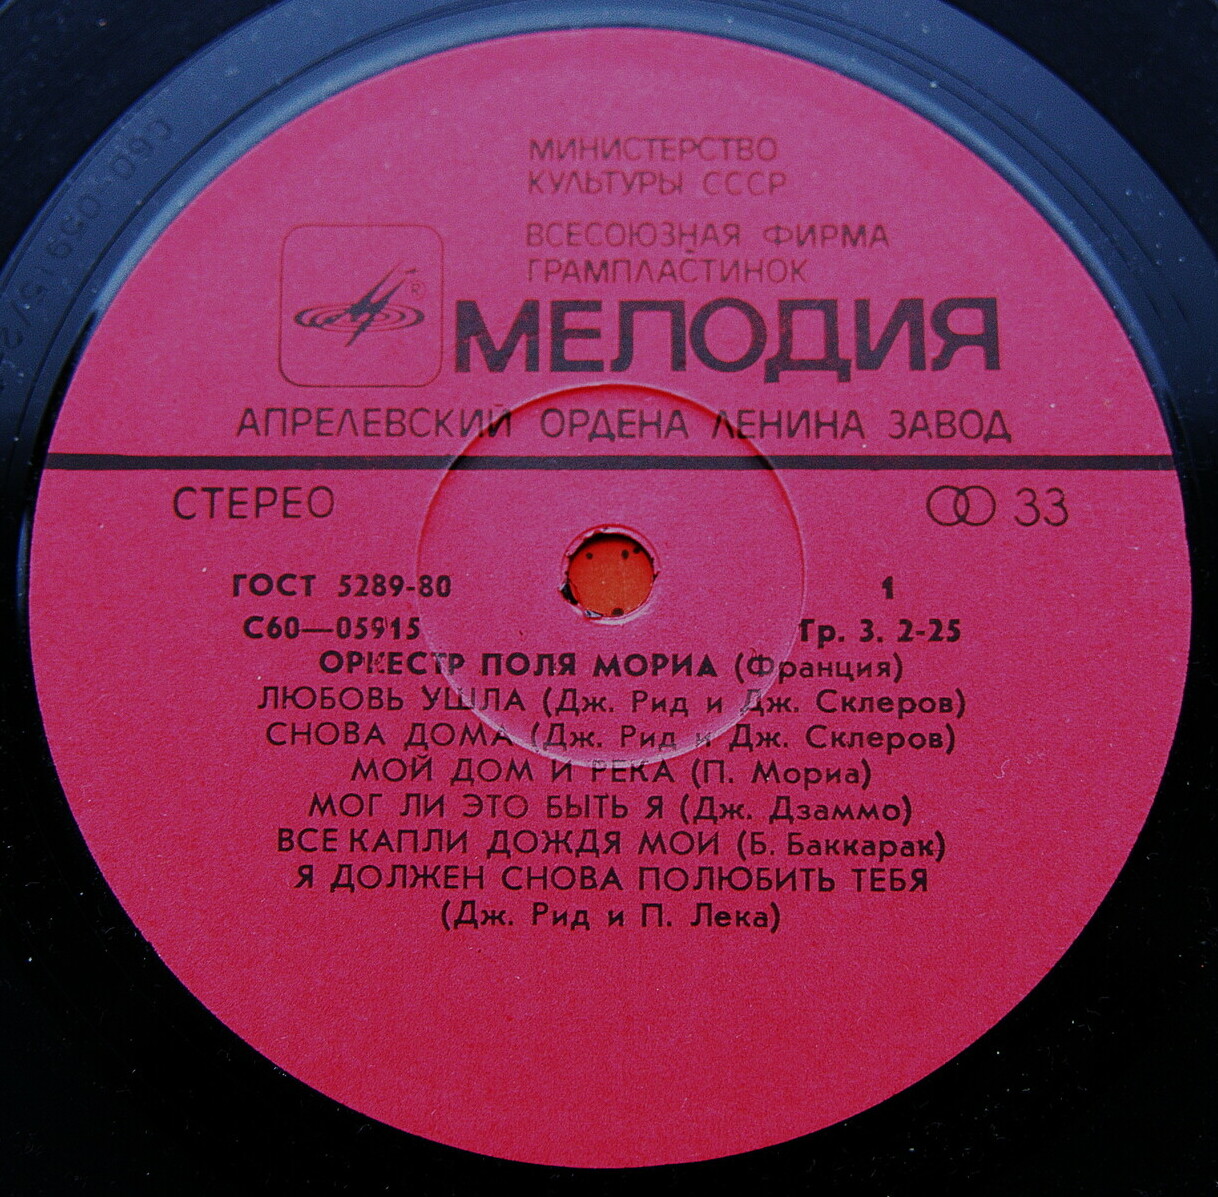 МИНИСТЕРСТВО
КУЛЬТУРЫ СССР
ВСЕСОЮЗНАЯ ФИРМА
ГРАМПЛАСТИНОК
МЕЛОДИЯ
®
АПРЕЛЕВСКИЙ ОРДЕНА ЛЕНИНА ЗАВОД
СТЕРЕО 33
ГОСТ 5289-80 1
С60—05915 Гр. 3. 2-25
ОРКЕСТР ПОЛЯ МОРИА (Франция)
ЛЮБОВЬ УШЛА (Дж. Рид и Дж. Склеров)
СНОВА ДОМА (Дж. Рид и Дж. Склеров)
МОЙ ДОМ И РЕКА (П. Мориа)
МОГ ЛИ ЭТО БЫТЬ Я (Дж. Дзаммо)
ВСЕ КАПЛИ ДОЖДЯ МОИ (Б. Баккарак)
Я ДОЛЖЕН СНОВА ПОЛЮБИТЬ ТЕБЯ
(Дж. Рид и П. Лека)